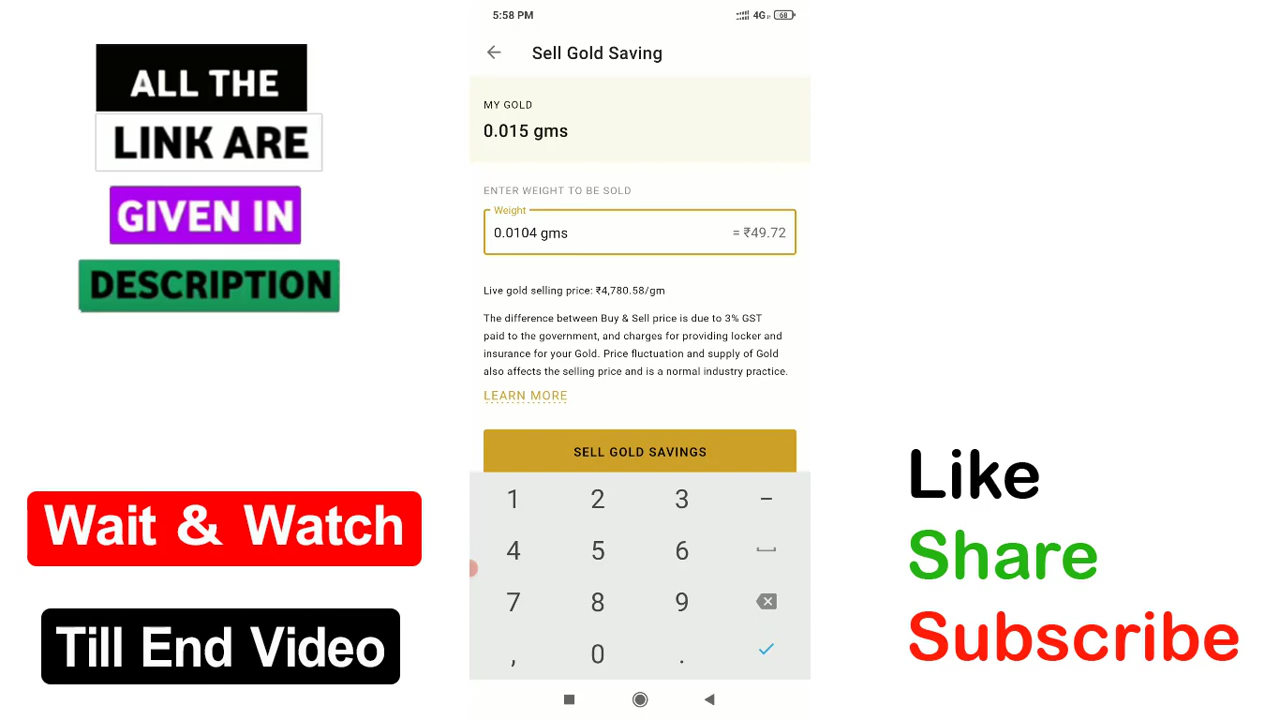 ALL THE
LINK ARE
GIVEN IN
DESCRIPTION
Wait & Watch
Till End Video
5:58 PM
4G
68
Sell Gold Saving
MY GOLD
0.015 gms
ENTER WEIGHT TO BE SOLD
Weight
0.0104 gms = ₹49.72
Live gold selling price: ₹4,780.58/gm
The difference between Buy & Sell price is due to 3% GST
paid to the government, and charges for providing locker and
insurance for your Gold. Price fluctuation and supply of Gold
also affects the selling price and is a normal industry practice.
LEARN MORE
SELL GOLD SAVINGS
1 2 3 –
4 5 6
7 8 9
, 0 .
Like
Share
Subscribe